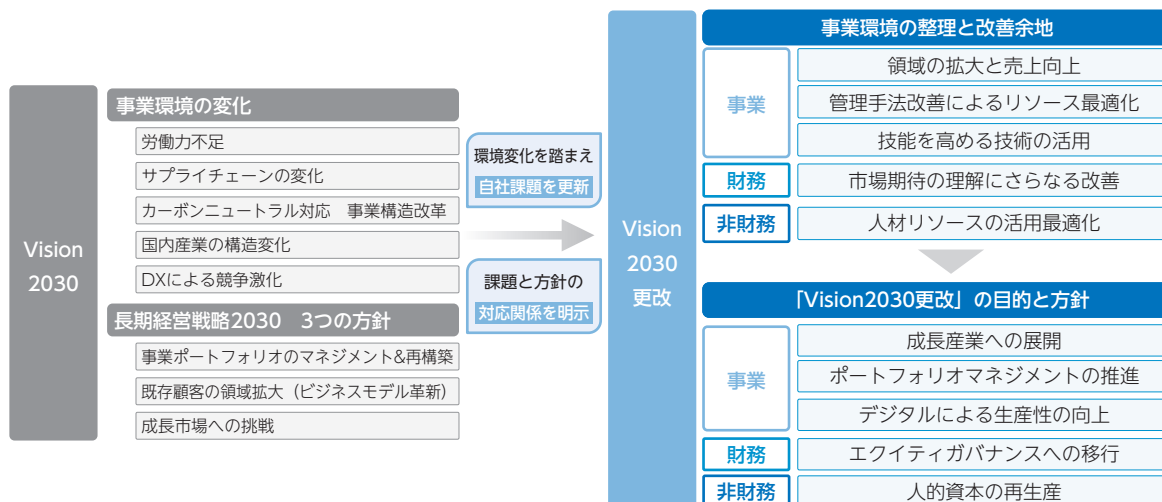 Vision
2030
事業環境の変化
労働力不足
サプライチェーンの変化
カーボンニュートラル対応　事業構造改革
国内産業の構造変化
DXによる競争激化
長期経営戦略2030　3つの方針
事業ポートフォリオのマネジメント&再構築
既存顧客の領域拡大（ビジネスモデル革新）
成長市場への挑戦
環境変化を踏まえ
自社課題を更新
課題と方針の
対応関係を明示
Vision
2030
更改
事業環境の整理と改善余地
事業
領域の拡大と売上向上
管理手法改善によるリソース最適化
技能を高める技術の活用
財務
市場期待の理解にさらなる改善
非財務
人材リソースの活用最適化
「Vision2030更改」の目的と方針
事業
成長産業への展開
ポートフォリオマネジメントの推進
デジタルによる生産性の向上
財務
エクイティガバナンスへの移行
非財務
人的資本の再生産